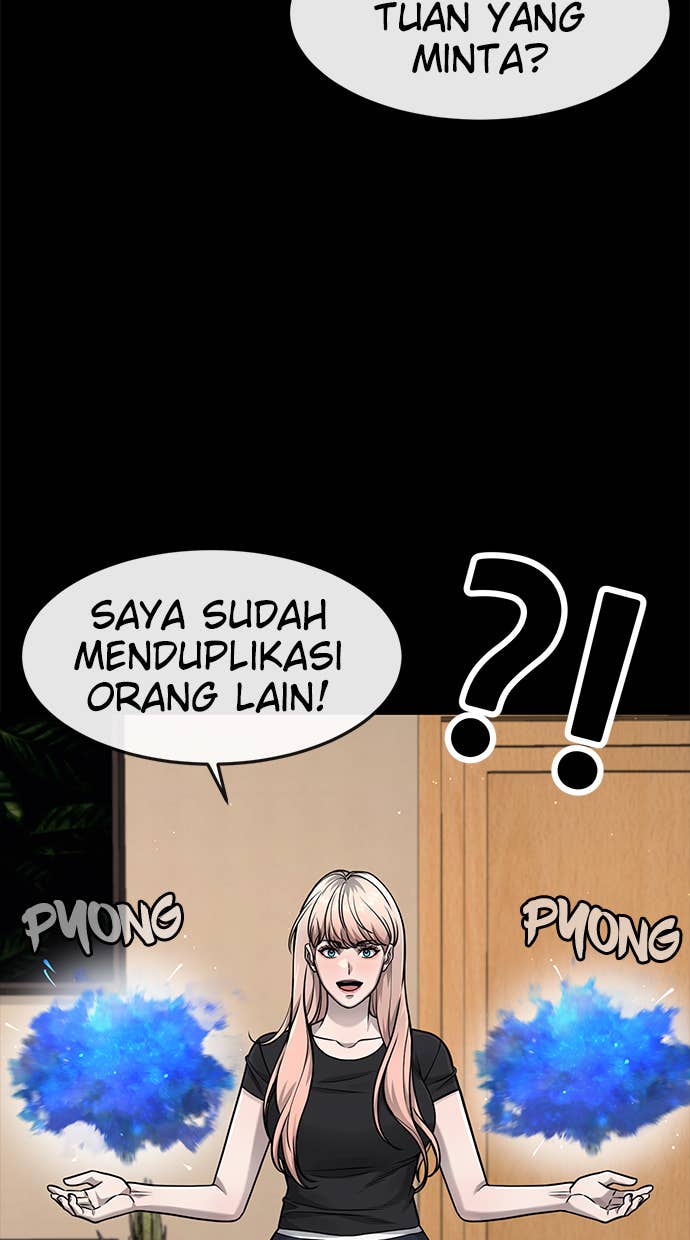 TUAN YANG
MINTA?
?!
SAYA SUDAH
MENDUPLIKASI
ORANG LAIN!
PYONG
PYONG